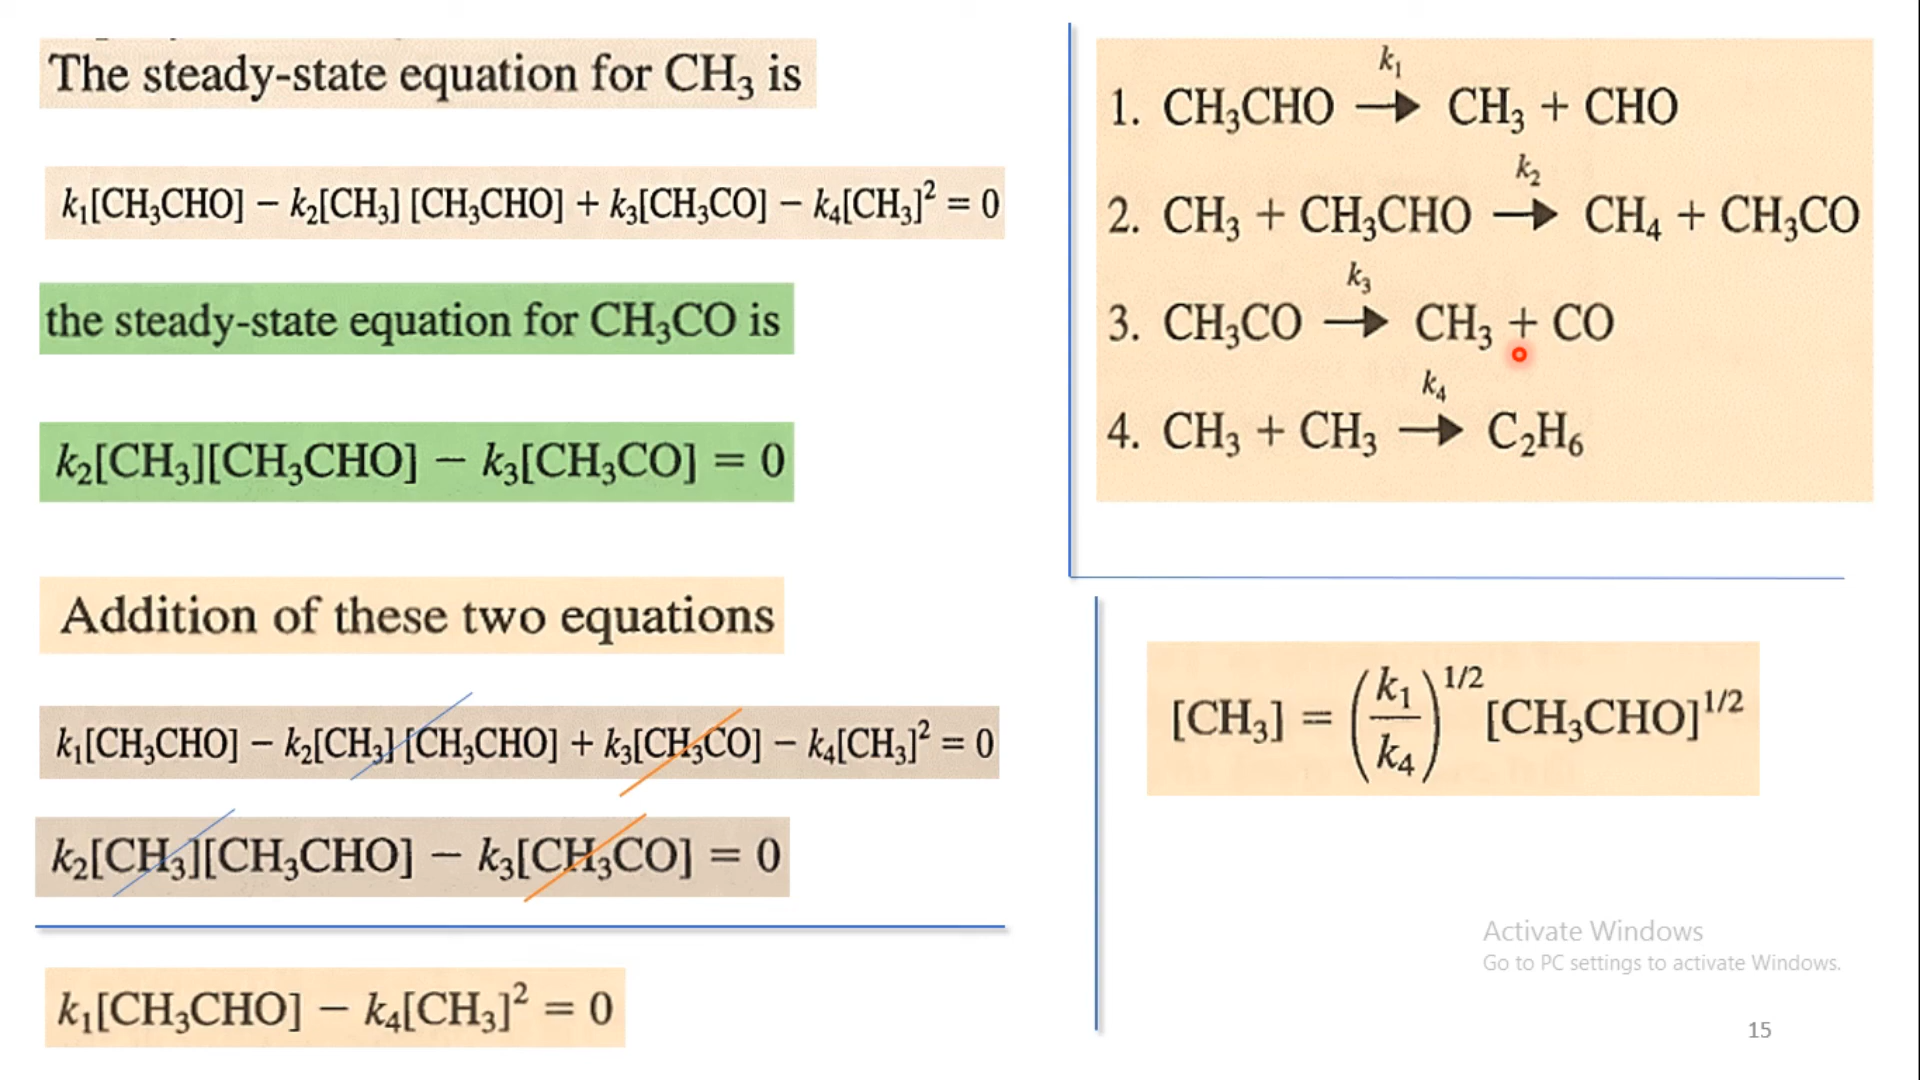 The steady-state equation for CH₃ is
k₁[CH₃CHO] − k₂[CH₃] [CH₃CHO] + k₃[CH₃CO] − k₄[CH₃]² = 0
the steady-state equation for CH₃CO is
k₂[CH₃][CH₃CHO] − k₃[CH₃CO] = 0
Addition of these two equations
k₁[CH₃CHO] − k₂[CH₃] [CH₃CHO] + k₃[CH₃CO] − k₄[CH₃]² = 0
k₂[CH₃][CH₃CHO] − k₃[CH₃CO] = 0
k₁[CH₃CHO] − k₄[CH₃]² = 0
k₁
1. CH₃CHO → CH₃ + CHO
k₂
2. CH₃ + CH₃CHO → CH₄ + CH₃CO
k₃
3. CH₃CO → CH₃ + CO
k₄
4. CH₃ + CH₃ → C₂H₆
[CH₃] = (k₁/k₄)^1/2 [CH₃CHO]^1/2
Activate Windows
Go to PC settings to activate Windows.
15